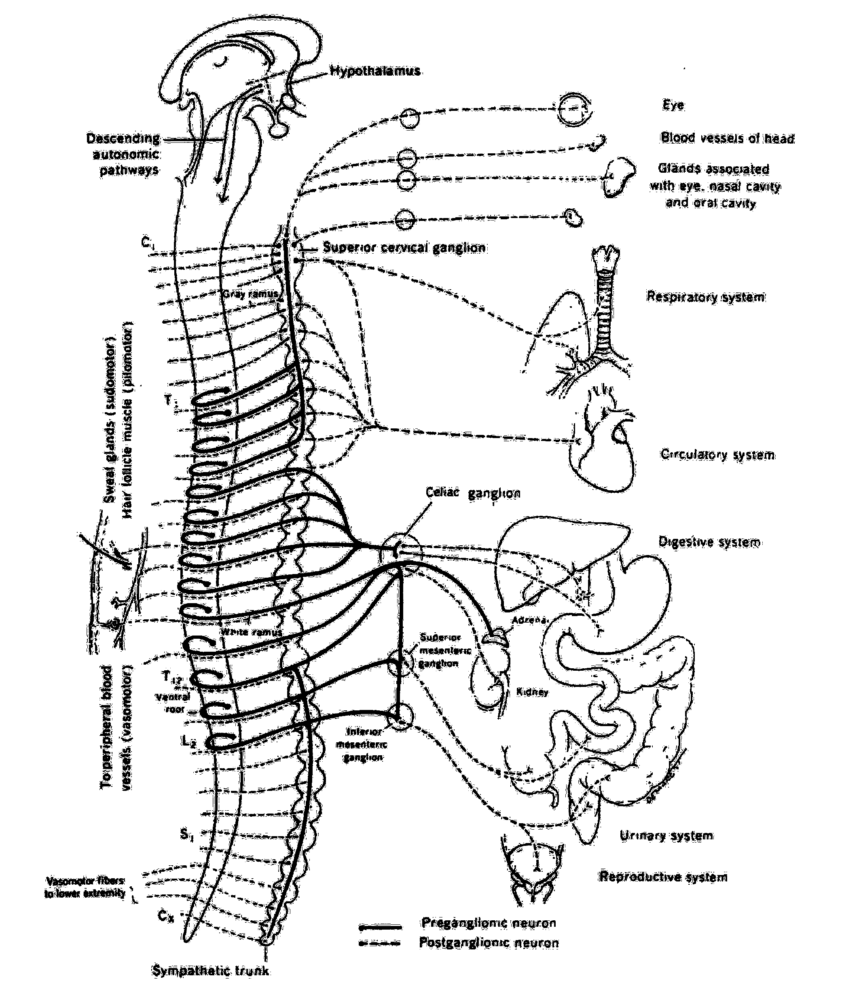 Hypothalamus
Eye
Descending
autonomic
pathways
Blood vessels of head
Glands associated
with eye, nasal cavity
and oral cavity
C1
Superior cervical ganglion
Gray ramus
Respiratory system
Sweat glands (sudomotor)
Hair follicle muscle (pilomotor)
T1
Circulatory system
Celiac ganglion
Digestive system
White ramus
Superior
mesenteric
ganglion
T12
Ventral
root
Kidney
To peripheral blood
vessels (vasomotor)
L2
Inferior
mesenteric
ganglion
S1
Urinary system
Vasomotor fibers
to lower extremity
Reproductive system
Cx
Preganglionic neuron
Postganglionic neuron
Sympathetic trunk